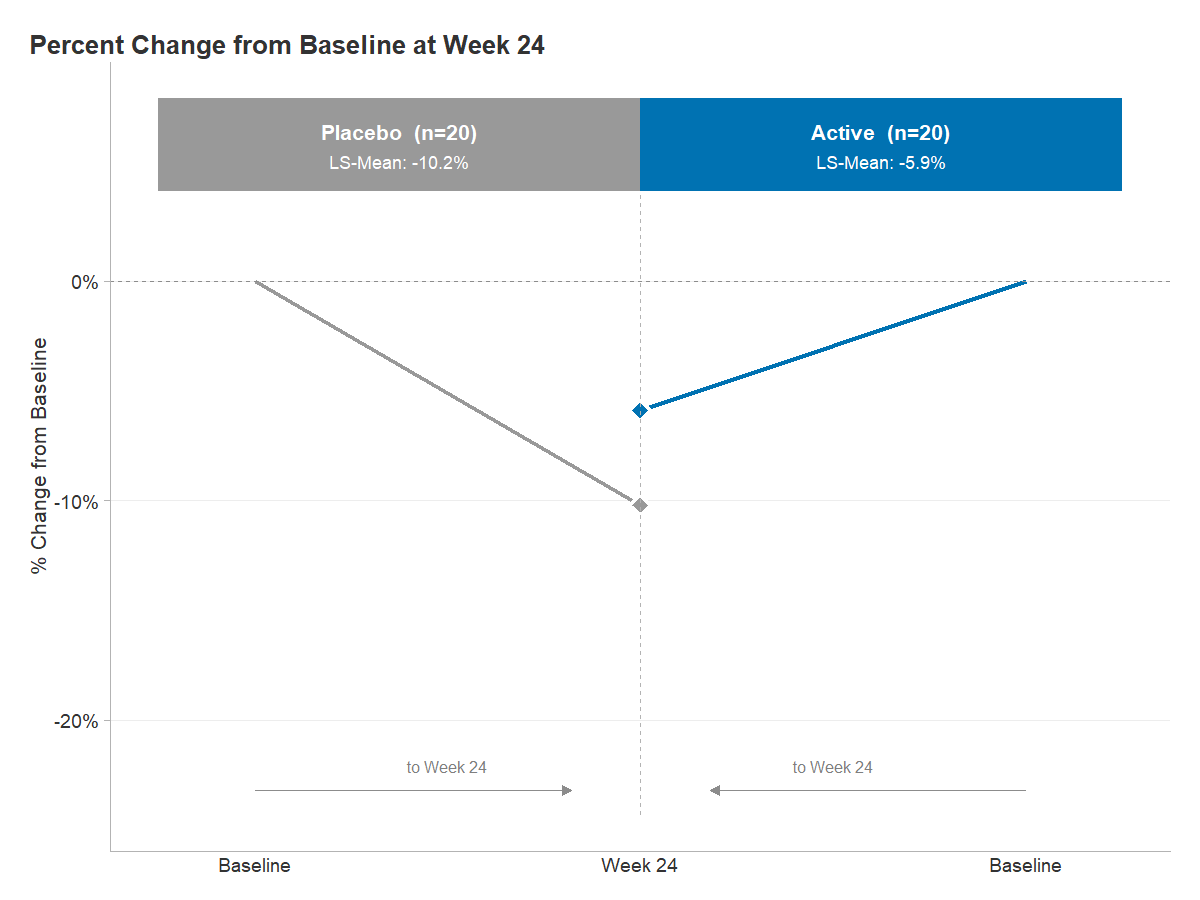 Percent Change from Baseline at Week 24
Placebo (n=20)
LS-Mean: -10.2%
Active (n=20)
LS-Mean: -5.9%
% Change from Baseline
0%
-10%
-20%
to Week 24
to Week 24
Baseline
Week 24
Baseline